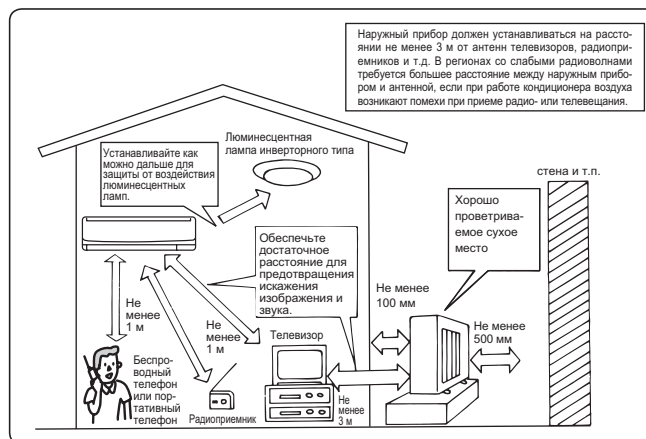 Наружный прибор должен устанавливаться на рассто-
янии не менее 3 м от антенн телевизоров, радиопри-
емников и т.д. В регионах со слабыми радиоволнами
требуется большее расстояние между наружным прибо-
ром и антенной, если при работе кондиционера воздуха
возникают помехи при приеме радио- или телевещания.
Люминесцентная
лампа инверторного типа
Устанавливайте как
можно дальше для
защиты от воздействия
люминесцентных
ламп.
стена и т.п.
Хорошо
проветрива-
емое сухое
место
Обеспечьте
достаточное
расстояние для
предотвращения
искажения
изображения и
звука.
Не менее
100 мм
Не
менее
1 м
Не
менее
1 м
Телевизор
Не менее
500 мм
Беспро-
водный
телефон
или пор-
тативный
телефон
Радиоприемник
Не
менее
3 м